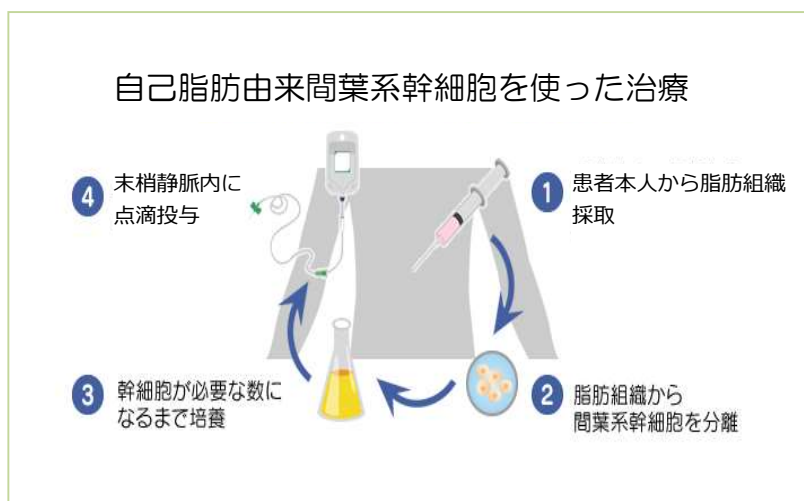 自己脂肪由来間葉系幹細胞を使った治療
1 患者本人から脂肪組織
採取
2 脂肪組織から
間葉系幹細胞を分離
3 幹細胞が必要な数に
なるまで培養
4 末梢静脈内に
点滴投与